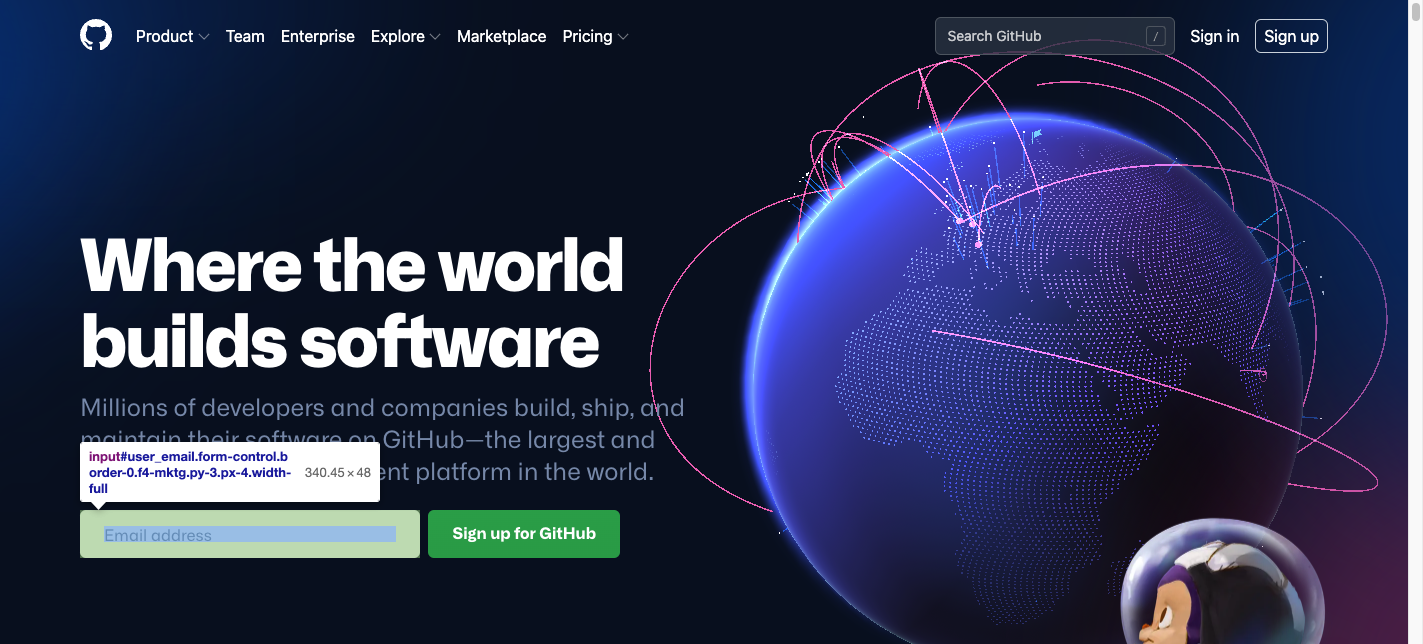 Product Team Enterprise Explore Marketplace Pricing Search GitHub / Sign in Sign up
Where the world
builds software
Millions of developers and companies build, ship, and
maintain their software on GitHub—the largest and
ent platform in the world.
input#user_email.form-control.b
order-0.f4-mktg.py-3.px-4.width-
full
340.45 × 48
Email address Sign up for GitHub